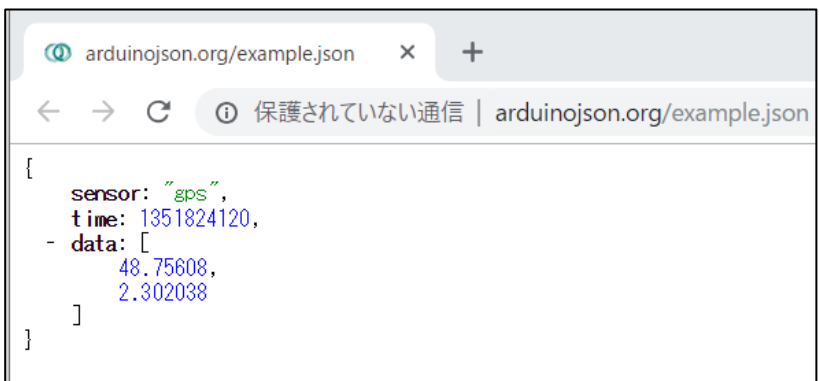 arduinojson.org/example.json
保護されていない通信 | arduinojson.org/example.json
{
sensor: "gps",
time: 1351824120,
- data: [
48.75608,
2.302038
]
}